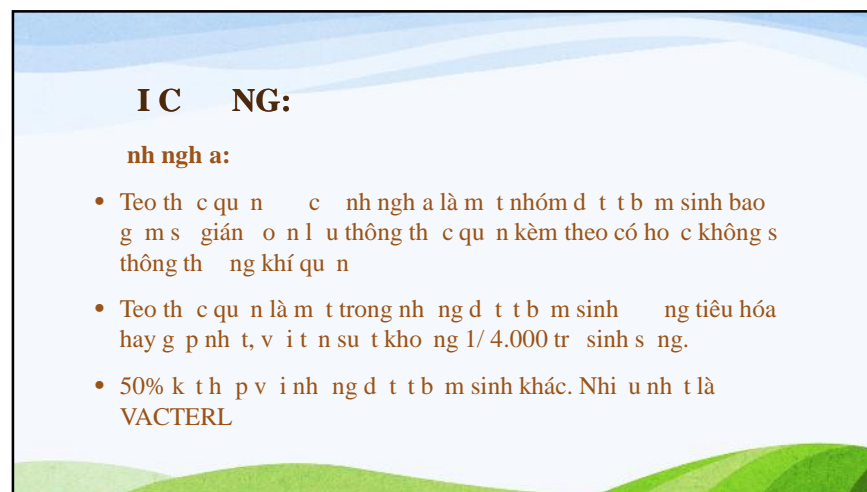 I C NG:
nh ngh a:
• Teo th c qu n c nh ngh a là m t nhóm d t t b m sinh bao
g m s gián o n l u thông th c qu n kèm theo có ho c không s
thông th ng khí qu n
• Teo th c qu n là m t trong nh ng d t t b m sinh ng tiêu hóa
hay g p nh t, v i t n su t kho ng 1/ 4.000 tr sinh s ng.
• 50% k t h p v i nh ng d t t b m sinh khác. Nhi u nh t là
VACTERL